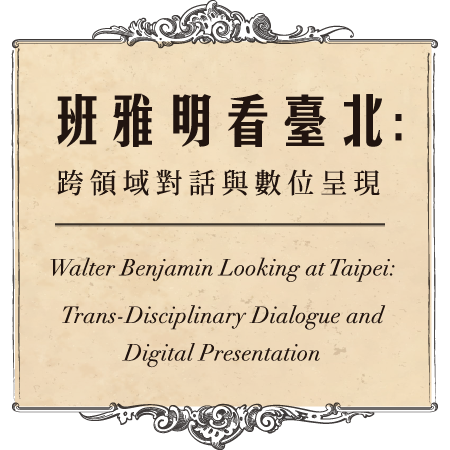 班雅明看臺北:
跨領域對話與數位呈現
Walter Benjamin Looking at Taipei:
Trans-Disciplinary Dialogue and
Digital Presentation